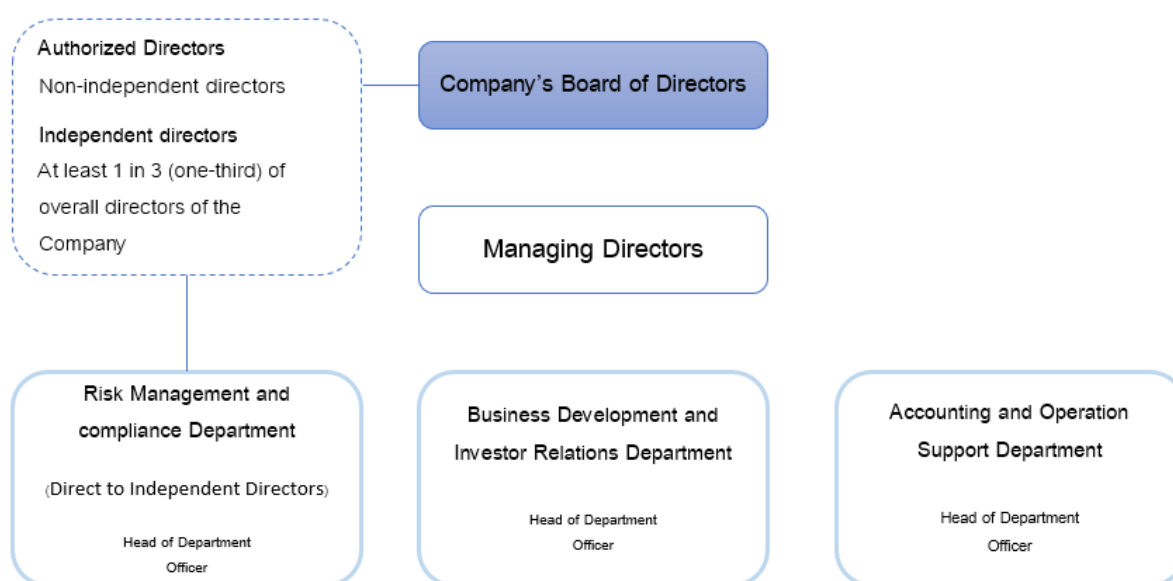 Authorized Directors
Non-independent directors
Independent directors
At least 1 in 3 (one-third) of
overall directors of the
Company
Company's Board of Directors
Managing Directors
Risk Management and
compliance Department
(Direct to Independent Directors)
Head of Department
Officer
Business Development and
Investor Relations Department
Head of Department
Officer
Accounting and Operation
Support Department
Head of Department
Officer